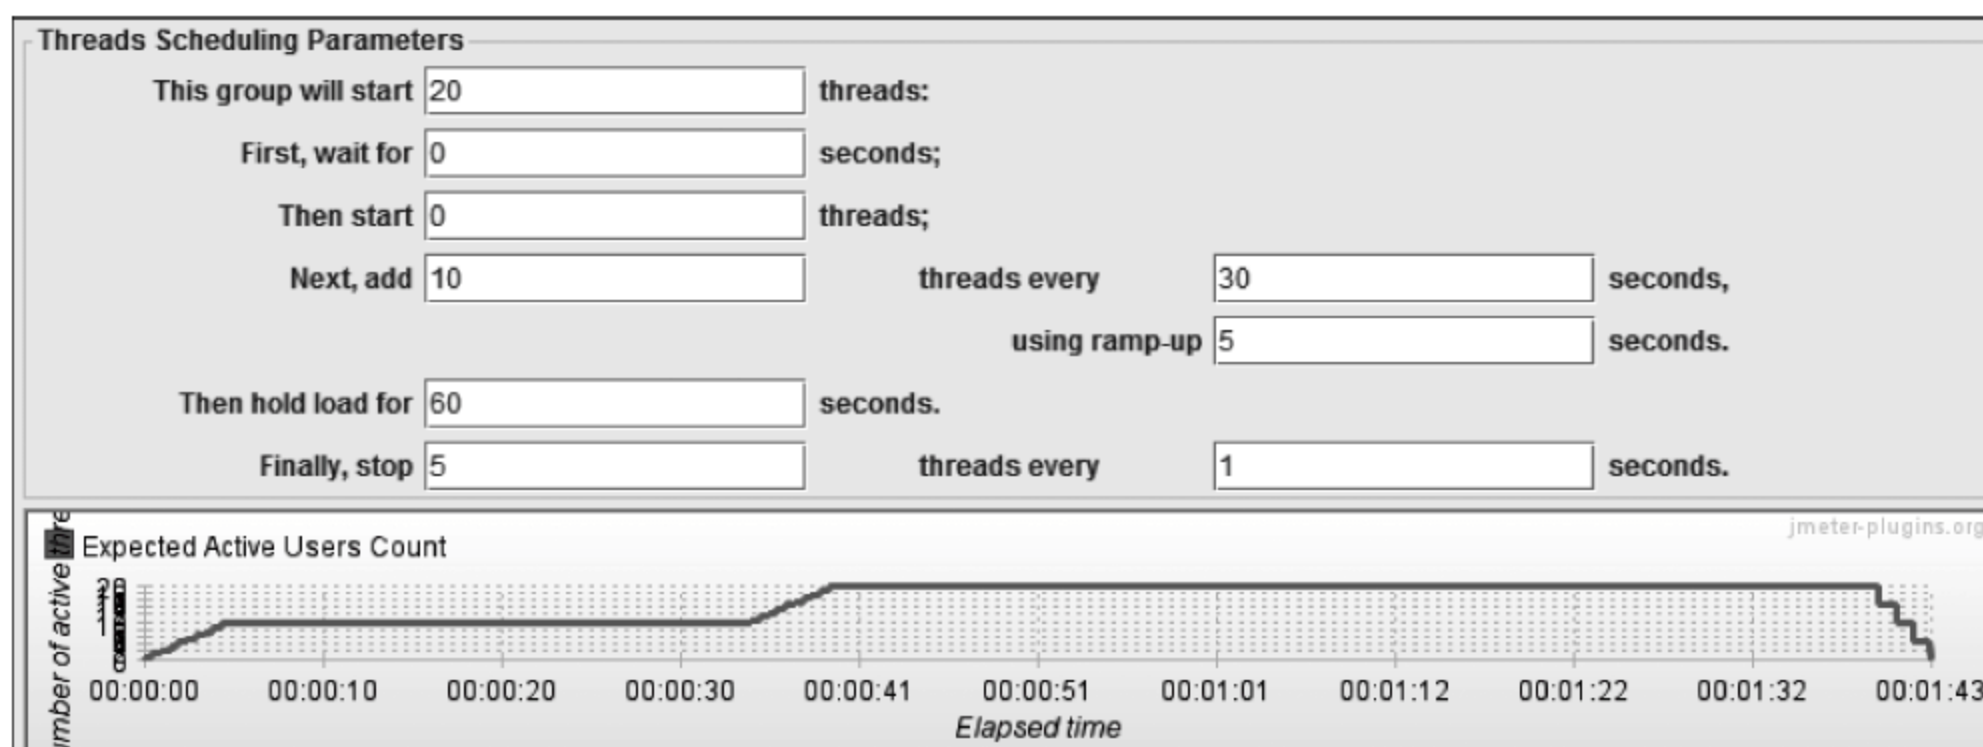 Threads Scheduling Parameters
This group will start 20 threads:
First, wait for 0 seconds;
Then start 0 threads;
Next, add 10 threads every 30 seconds,
using ramp-up 5 seconds.
Then hold load for 60 seconds.
Finally, stop 5 threads every 1 seconds.
jmeter-plugins.org
Expected Active Users Count
of active
00:00:00 00:00:10 00:00:20 00:00:30 00:00:41 00:00:51 00:01:01 00:01:12 00:01:22 00:01:32 00:01:43
Elapsed time